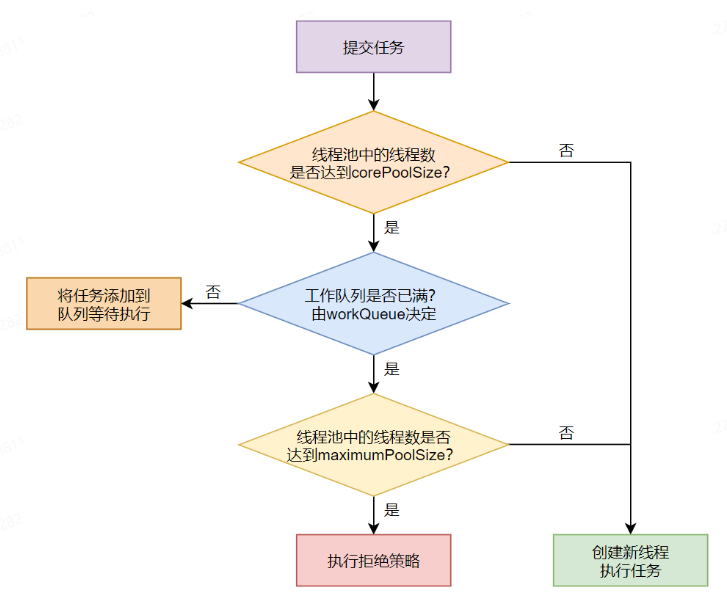 提交任务
线程池中的线程数
是否达到corePoolSize?
否
是
工作队列是否已满?
由workQueue决定
否
将任务添加到
队列等待执行
是
线程池中的线程数是否
达到maximumPoolSize?
否
是
执行拒绝策略
创建新线程
执行任务